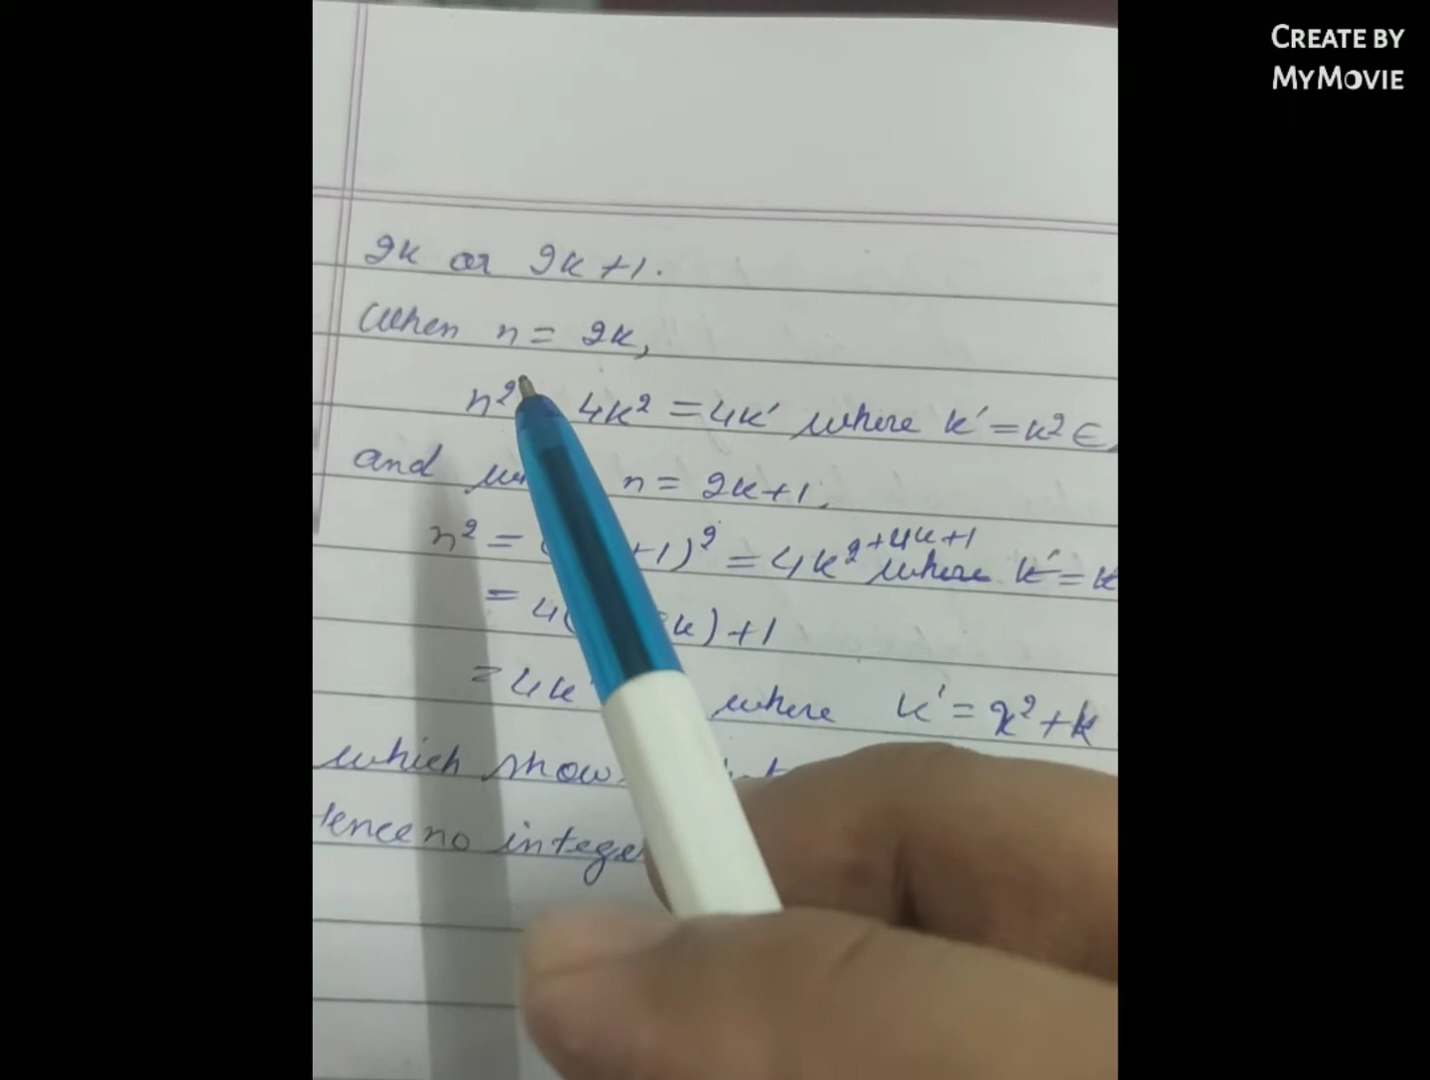 CREATE BY
MYMOVIE
2k or 2k+1.
When n = 2k,
n² 4k² = 4k' where k' = k² ∈
and n = 2k+1,
n² = +1)² = 4k²+4k+1 where k' = k
= 4( k) +1
= 4k' where k' = k²+k
which show
ence no intege